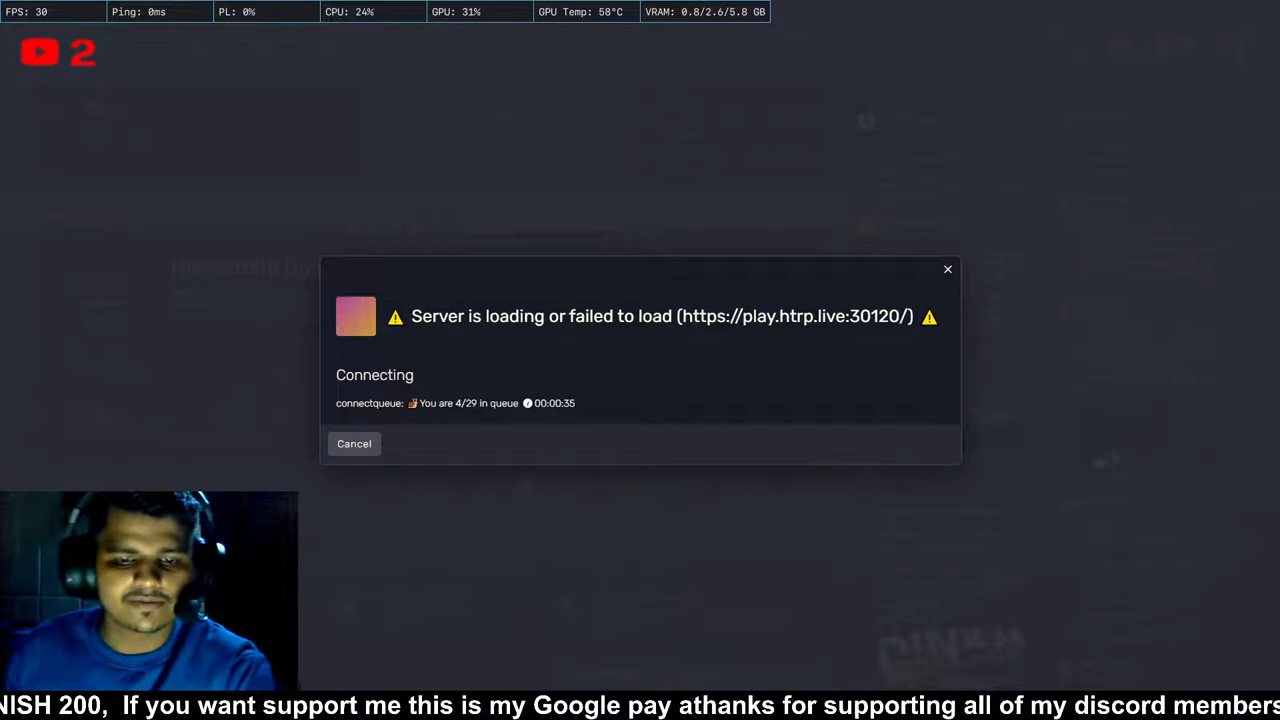 FPS: 30 Ping: 0ms PL: 0% CPU: 24% GPU: 31% GPU Temp: 58°C VRAM: 0.8/2.6/5.8 GB
2
⚠ Server is loading or failed to load (https://play.htrp.live:30120/) ⚠
Connecting
connectqueue: 🐌You are 4/29 in queue 🕐00:00:35
Cancel
NISH 200, If you want support me this is my Google pay athanks for supporting all of my discord members